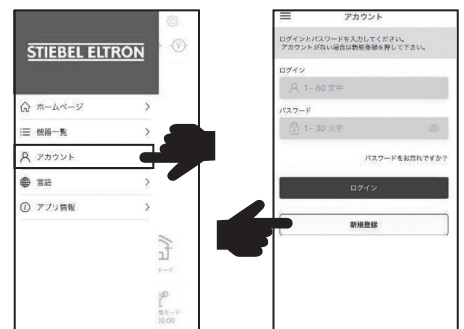 STIEBEL ELTRON
ホームページ
機器一覧
アカウント
言語
アプリ情報
アカウント
ログインとパスワードを入力してください。
アカウントがない場合は新規登録を押して下さい。
ログイン
1 - 60 文字
パスワード
1 - 30 文字
パスワードをお忘れですか?
ログイン
新規登録